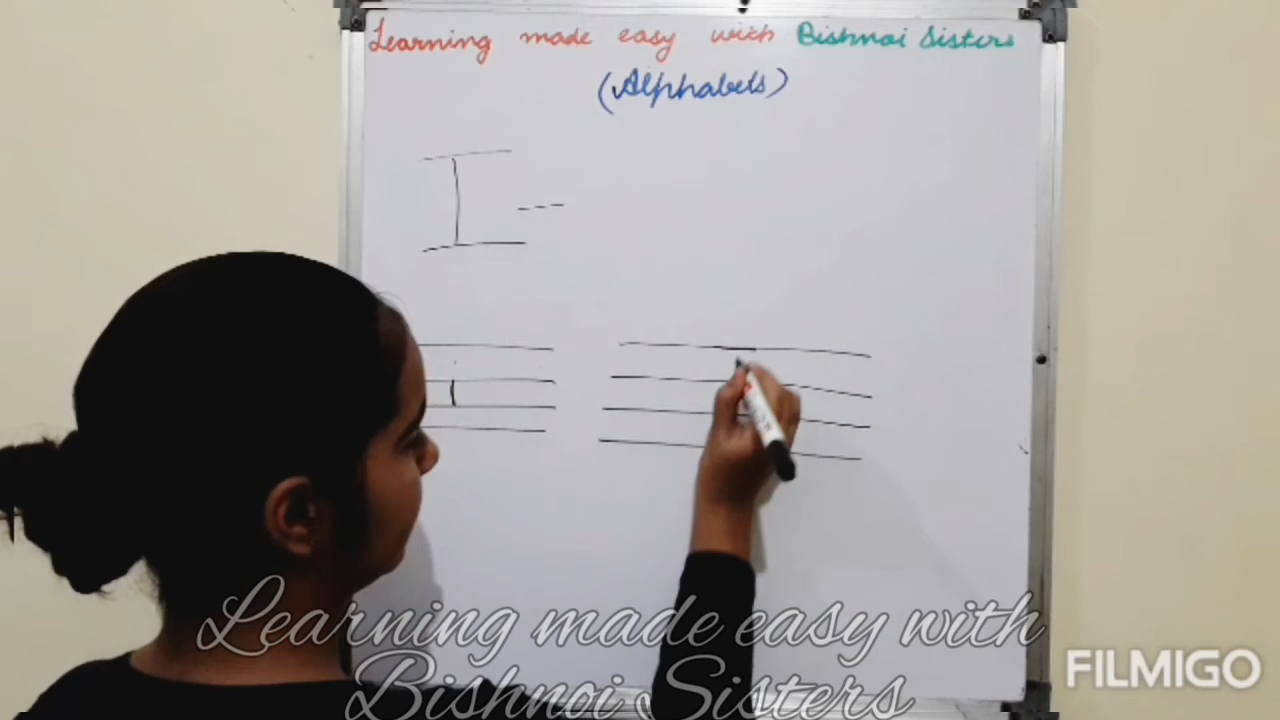 Learning made easy with Bishnoi Sisters
(Alphabets)
I
i
Learning made easy with
Bishnoi Sisters
FILMIGO